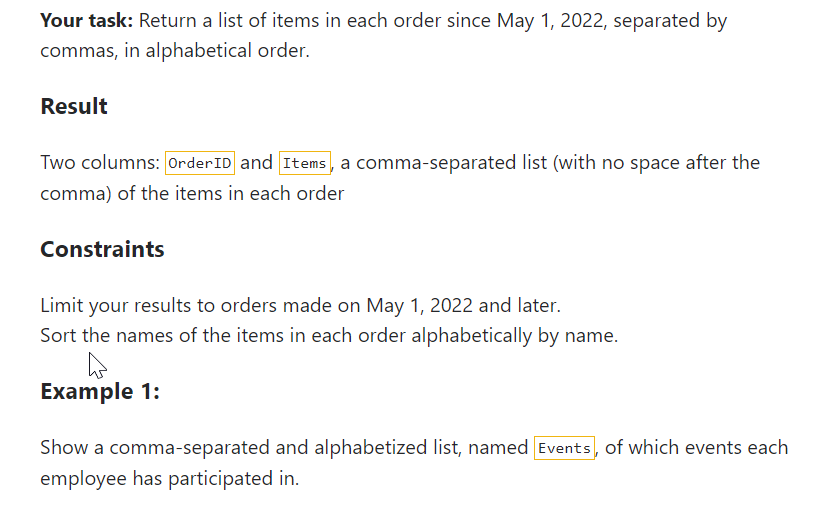 Your task: Return a list of items in each order since May 1, 2022, separated by
commas, in alphabetical order.
Result
Two columns: OrderID and Items, a comma-separated list (with no space after the
comma) of the items in each order
Constraints
Limit your results to orders made on May 1, 2022 and later.
Sort the names of the items in each order alphabetically by name.
Example 1:
Show a comma-separated and alphabetized list, named Events, of which events each
employee has participated in.